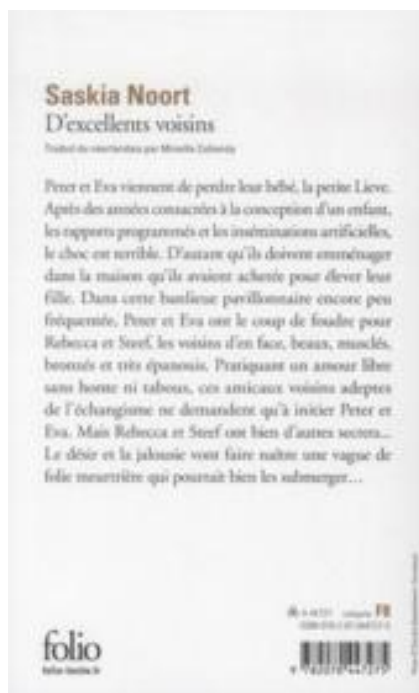 Saskia Noort
D'excellents voisins
Traduit du néerlandais par Mireille Cohendy
Peter et Eva viennent de perdre leur bébé, la petite Lieve.
Après des années consacrées à la conception d'un enfant,
les rapports programmés et les inséminations artificielles,
le choc est terrible. D'autant qu'ils doivent emménager
dans la maison qu'ils avaient achetée pour élever leur
fille. Dans cette banlieue pavillonnaire encore peu
fréquentée, Peter et Eva ont le coup de foudre pour
Rebecca et Steef, les voisins d'en face, beaux, musclés,
bronzés et très épanouis. Pratiquant un amour libre
sans honte ni tabous, ces amicaux voisins adeptes
de l'échangisme ne demandent qu'à initier Peter et
Eva. Mais Rebecca et Steef ont bien d'autres secrets...
Le désir et la jalousie vont faire naître une vague de
folie meurtrière qui pourrait bien les submerger…
catégorie F8
folio